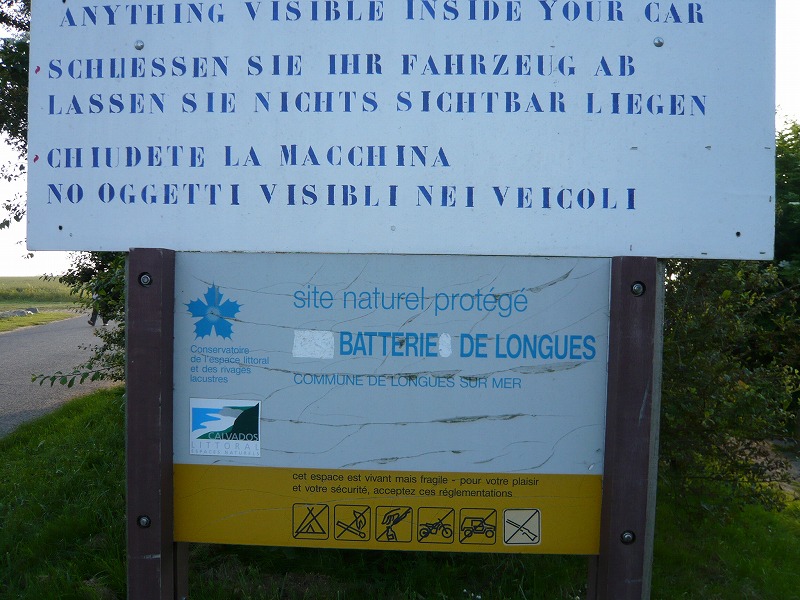 ANYTHING VISIBLE INSIDE YOUR CAR
SCHLIESSEN SIE IHR FAHRZEUG AB
LASSEN SIE NICHTS SICHTBAR LIEGEN
CHIUDETE LA MACCHINA
NO OGGETTI VISIBLI NEI VEICOLI
site naturel protégé
BATTERIE DE LONGUES
COMMUNE DE LONGUES SUR MER
Conservatoire
de l'espace littoral
et des rivages
lacustres
CALVADOS
LITTORAL
ESPACES NATURELS
cet espace est vivant mais fragile - pour votre plaisir
et votre sécurité, acceptez ces réglementations